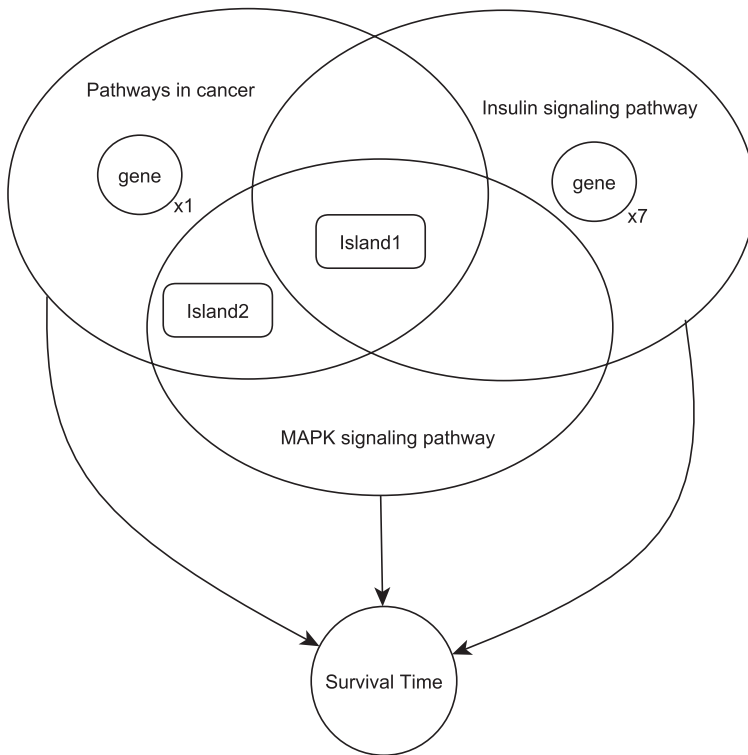 Pathways in cancer
Insulin signaling pathway
gene
x1
gene
x7
Island1
Island2
MAPK signaling pathway
Survival Time